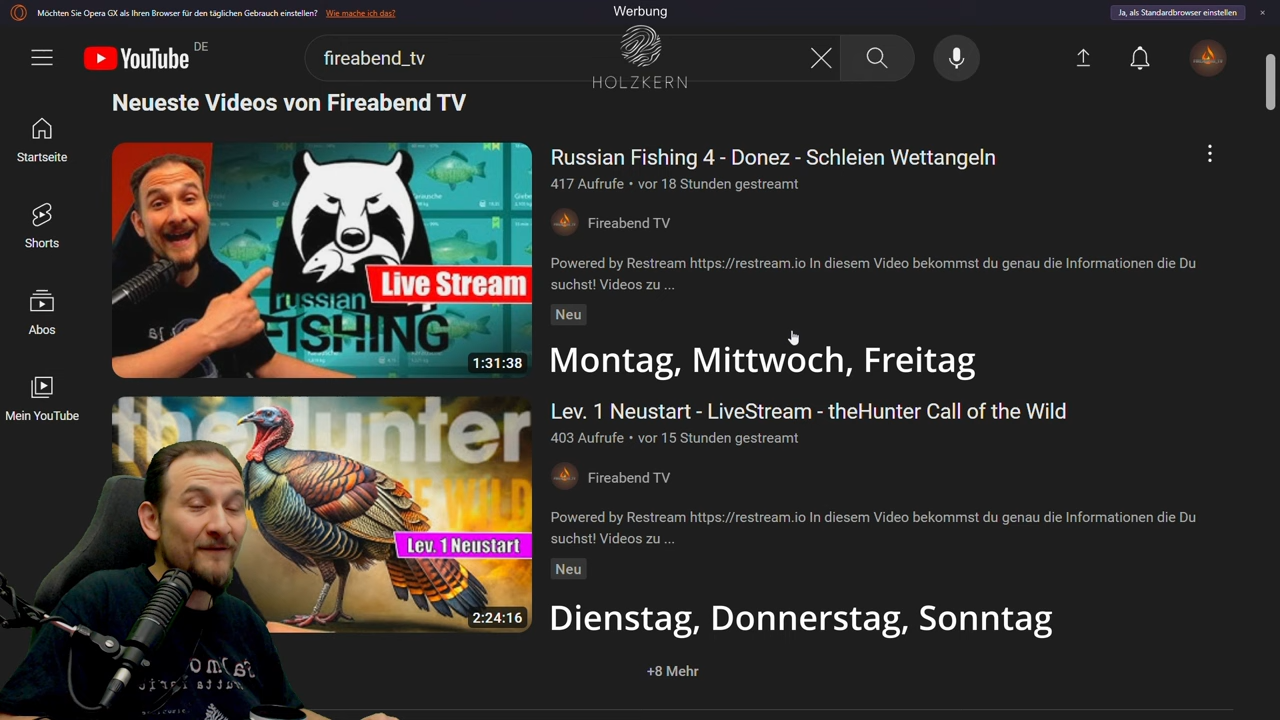 Möchten Sie Opera GX als Ihren Browser für den täglichen Gebrauch einstellen? Wie mache ich das?
Werbung
Ja, als Standardbrowser einstellen
YouTube DE
fireabend_tv
HOLZKERN
Neueste Videos von Fireabend TV
Startseite
Shorts
Abos
Mein YouTube
Live Stream
russian
FISHING
1:31:38
Russian Fishing 4 - Donez - Schleien Wettangeln
417 Aufrufe • vor 18 Stunden gestreamt
Fireabend TV
Powered by Restream https://restream.io In diesem Video bekommst du genau die Informationen die Du
suchst! Videos zu ...
Neu
Montag, Mittwoch, Freitag
theHunter
WILD
Lev. 1 Neustart
2:24:16
Lev. 1 Neustart - LiveStream - theHunter Call of the Wild
403 Aufrufe • vor 15 Stunden gestreamt
Fireabend TV
Powered by Restream https://restream.io In diesem Video bekommst du genau die Informationen die Du
suchst! Videos zu ...
Neu
Dienstag, Donnerstag, Sonntag
+8 Mehr